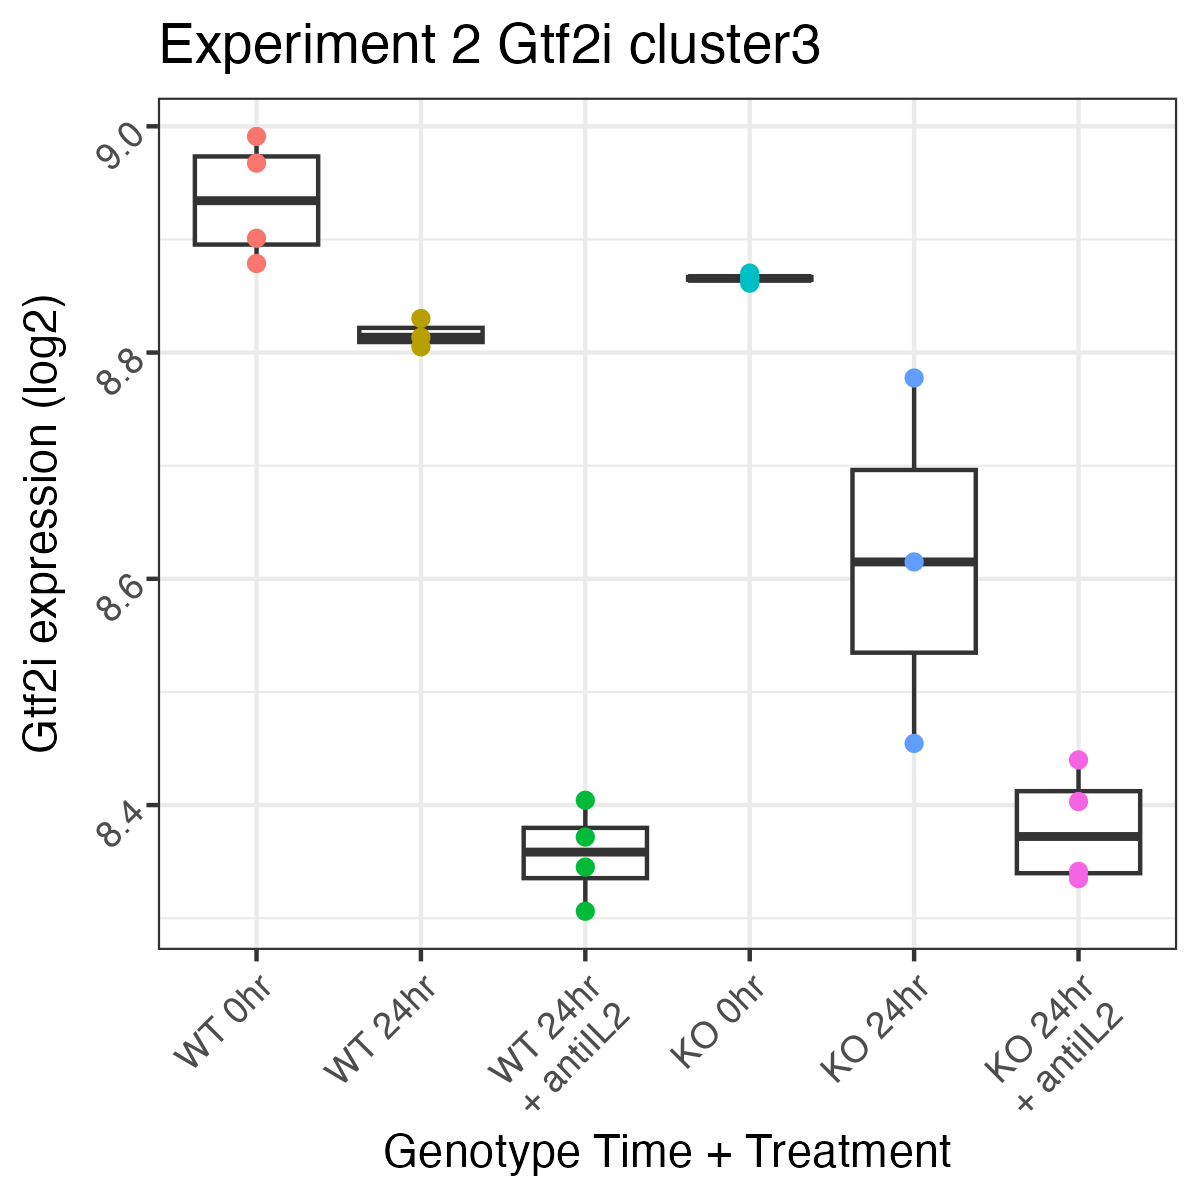 Experiment 2 Gtf2i cluster3
Gtf2i expression (log2)
9.0
8.8
8.6
8.4
WT 0hr
WT 24hr
WT 24hr
+ antiIL2
KO 0hr
KO 24hr
KO 24hr
+ antiIL2
Genotype Time + Treatment